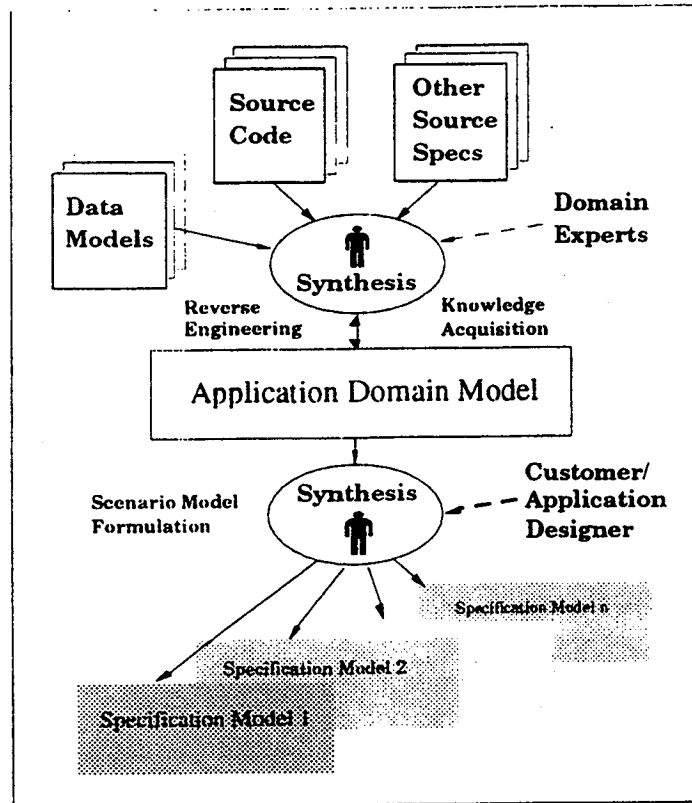 Source
Code
Other
Source
Specs
Data
Models
Domain
Experts
Synthesis
Reverse
Engineering
Knowledge
Acquisition
Application Domain Model
Synthesis
Customer/
Application
Designer
Scenario Model
Formulation
Specification Model n
Specification Model 2
Specification Model 1